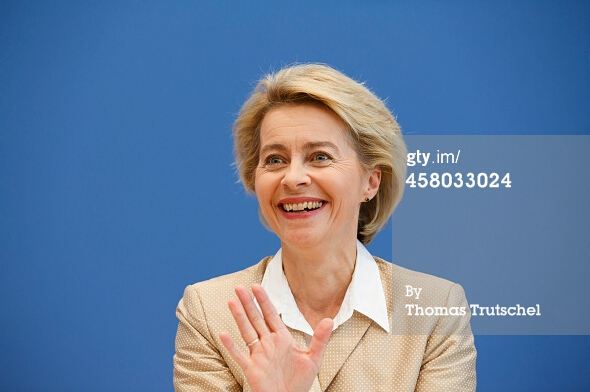 gty.im/
458033024
By
Thomas Trutschel